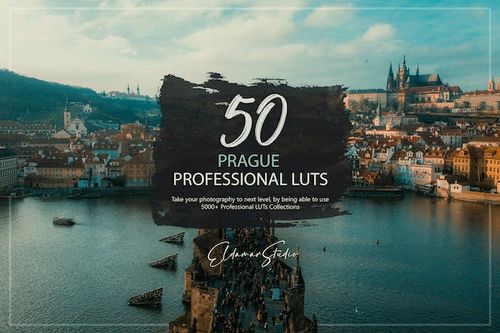 50
PRAGUE
PROFESSIONAL LUTS
Take your photography to next level, by being able to use
5000+ Professional LUTs Collections
EldamarStudio